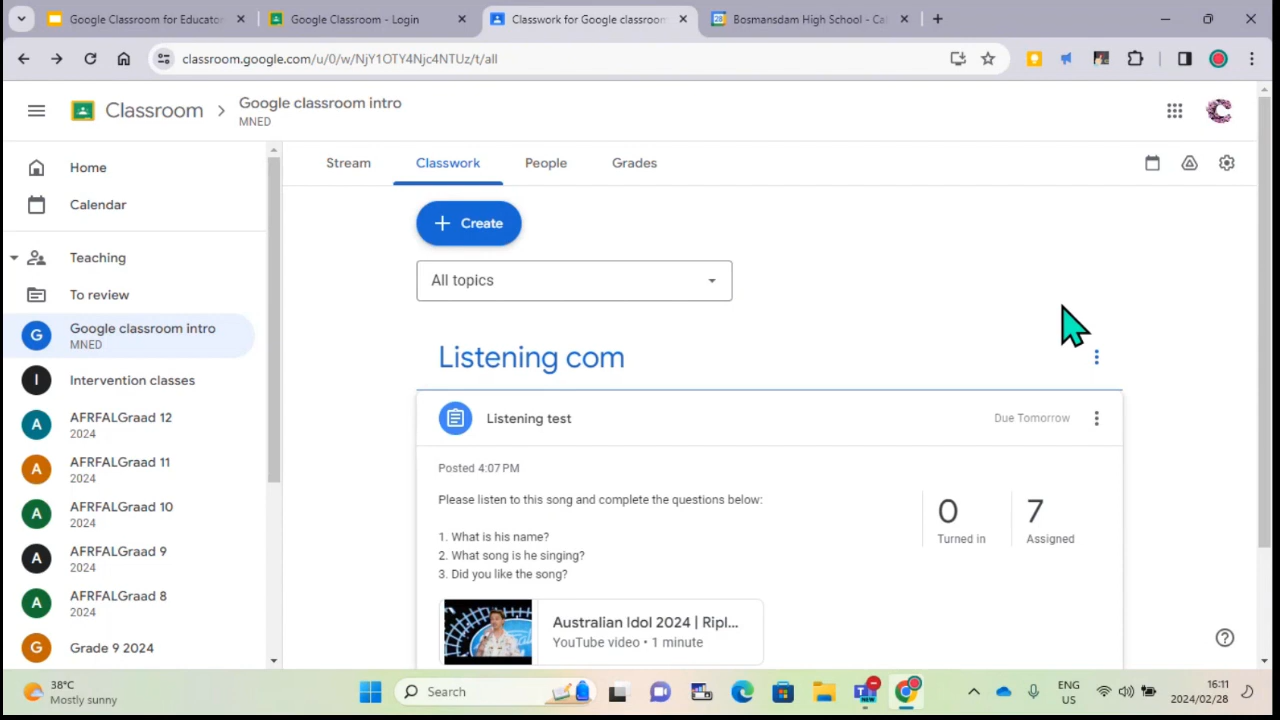 Google Classroom for Educator
Google Classroom - Login
Classwork for Google classroom
Bosmansdam High School - Ca
classroom.google.com/u/0/w/NjY1OTY4Njc4NTUz/t/all
Classroom
Google classroom intro
MNED
Home
Calendar
Teaching
To review
G
Google classroom intro
MNED
I
Intervention classes
A
AFRFALGraad 12
2024
A
AFRFALGraad 11
2024
A
AFRFALGraad 10
2024
A
AFRFALGraad 9
2024
A
AFRFALGraad 8
2024
G
Grade 9 2024
Stream
Classwork
People
Grades
+ Create
All topics
Listening com
Listening test
Due Tomorrow
Posted 4:07 PM
Please listen to this song and complete the questions below:
1. What is his name?
2. What song is he singing?
3. Did you like the song?
0
Turned in
7
Assigned
Australian Idol 2024 | Ripl...
YouTube video • 1 minute
38°C
Mostly sunny
Search
NEW
ENG
US
16:11
2024/02/28